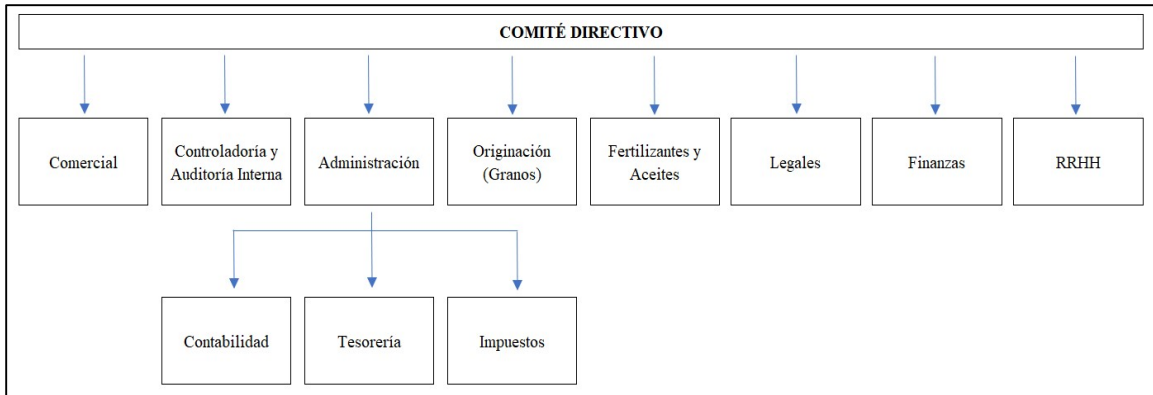 COMITÉ DIRECTIVO
Comercial
Controladoría y
Auditoría Interna
Administración
Originación
(Granos)
Fertilizantes y
Aceites
Legales
Finanzas
RRHH
Contabilidad
Tesorería
Impuestos